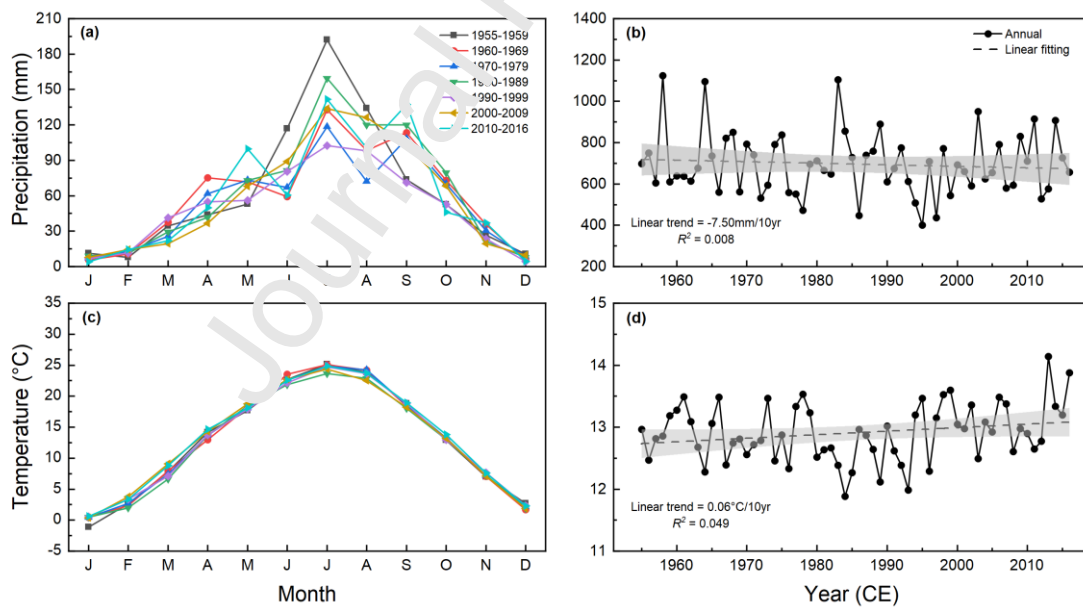 210
180
150
120
90
60
30
0
Precipitation (mm)
(a)
1955-1959
1960-1969
1970-1979
1980-1989
1990-1999
2000-2009
2010-2016
J F M A M J J A S O N D
1400
1200
1000
800
600
400
200
(b)
Annual
Linear fitting
Linear trend = -7.50mm/10yr
R² = 0.008
1960 1970 1980 1990 2000 2010
35
30
25
20
15
10
5
0
-5
Temperature (°C)
(c)
J F M A M J J A S O N D
Month
15
14
13
12
11
(d)
Linear trend = 0.06°C/10yr
R² = 0.049
1960 1970 1980 1990 2000 2010
Year (CE)
Journal